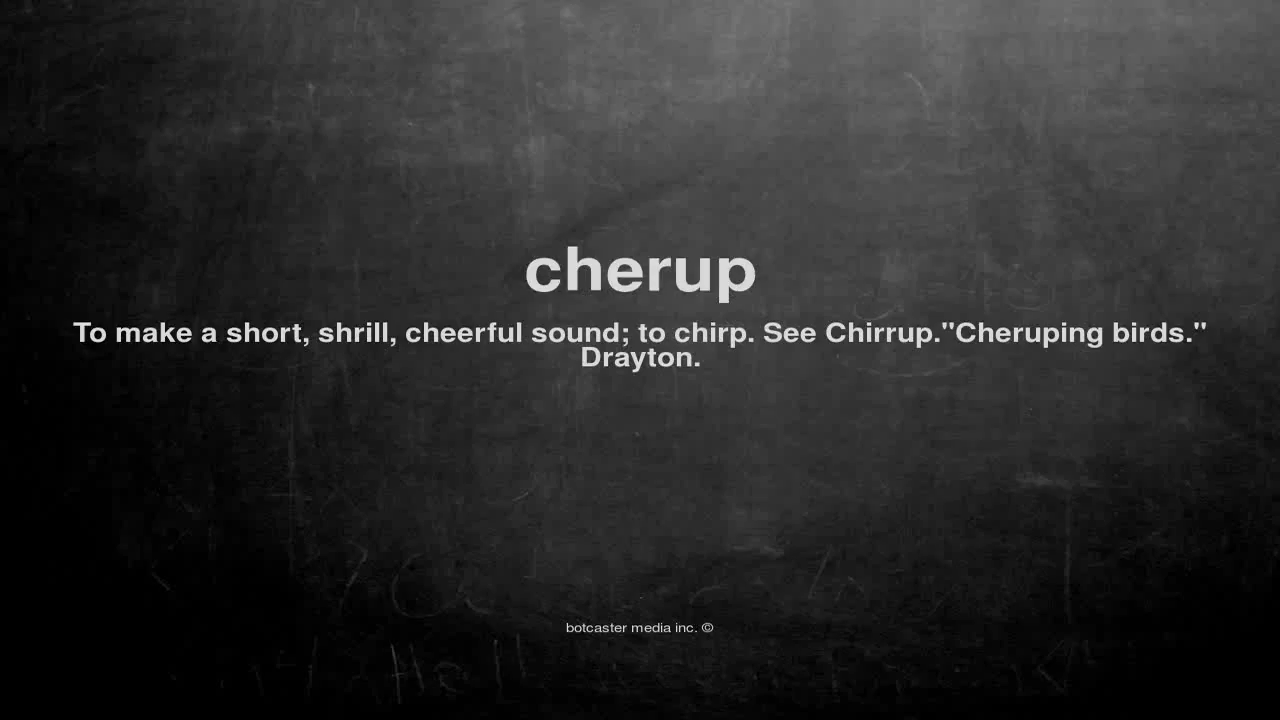 cherup
To make a short, shrill, cheerful sound; to chirp. See Chirrup."Cheruping birds."
Drayton.
botcaster media inc. ©